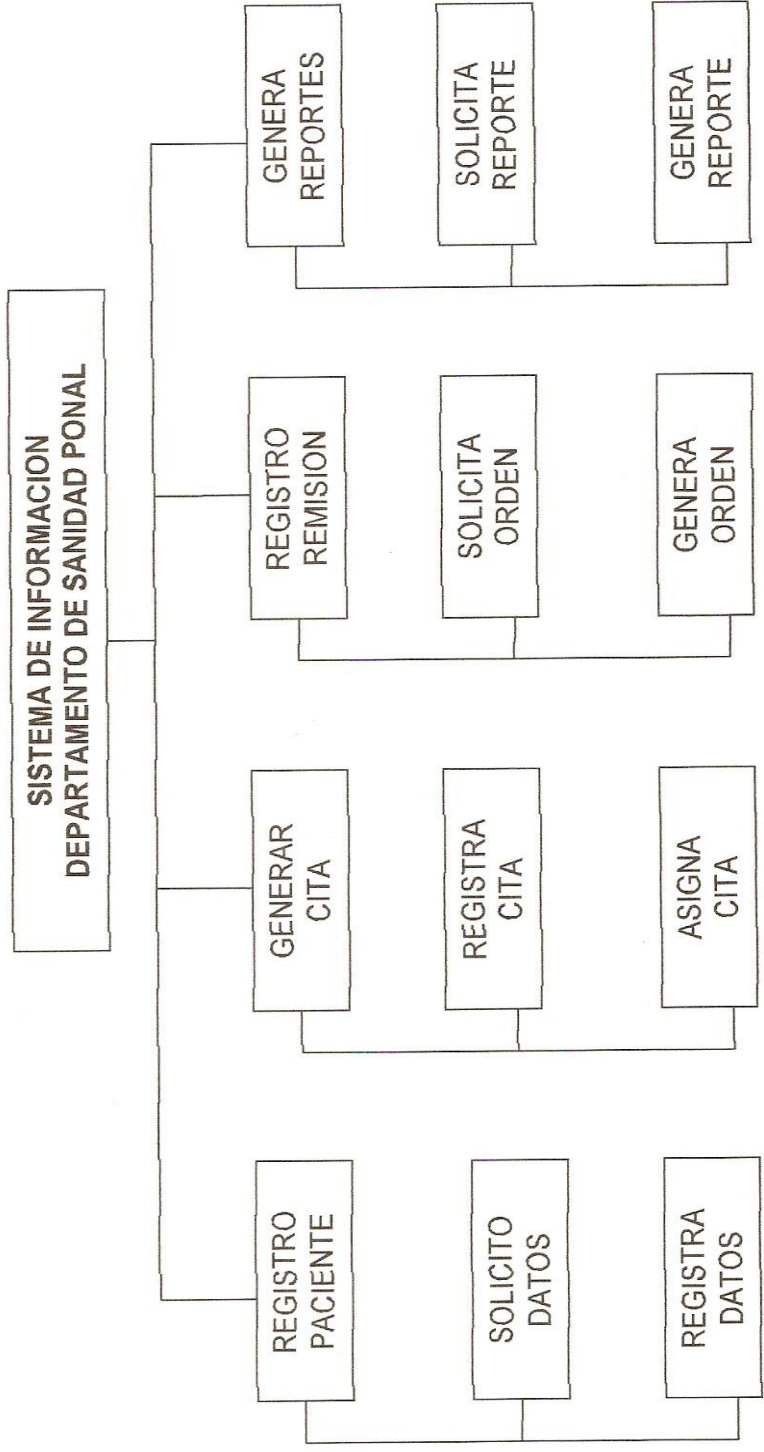 SISTEMA DE INFORMACION
DEPARTAMENTO DE SANIDAD PONAL
REGISTRO
PACIENTE
SOLICITO
DATOS
REGISTRA
DATOS
GENERAR
CITA
REGISTRA
CITA
ASIGNA
CITA
REGISTRO
REMISION
SOLICITA
ORDEN
GENERA
ORDEN
GENERA
REPORTES
SOLICITA
REPORTE
GENERA
REPORTE